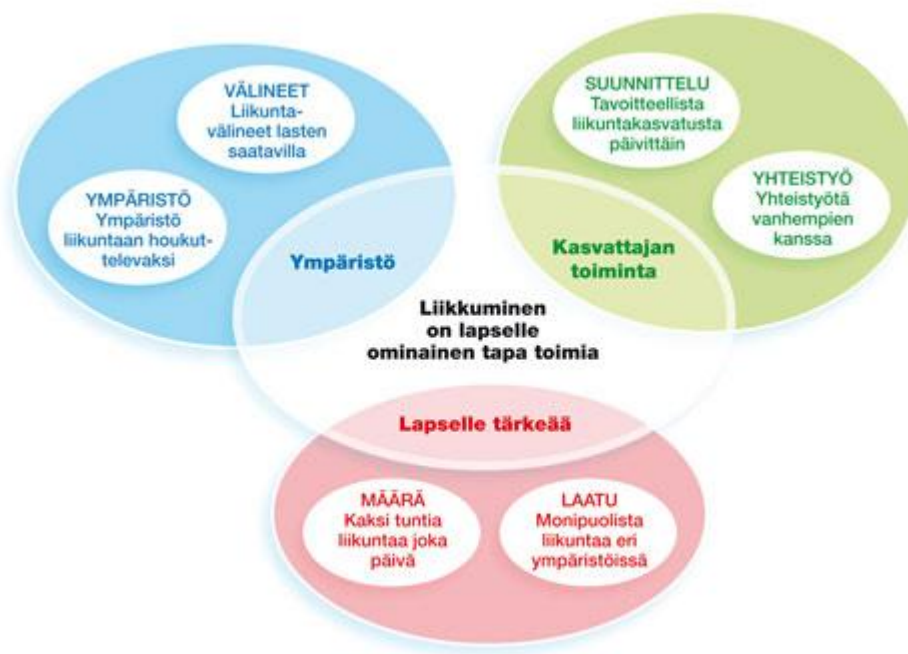 VÄLINEET
Liikunta-
välineet lasten
saatavilla
YMPÄRISTÖ
Ympäristö
liikuntaan houkut-
televaksi
Ympäristö
SUUNNITTELU
Tavoitteellista
liikuntakasvatusta
päivittäin
YHTEISTYÖ
Yhteistyötä
vanhempien
kanssa
Kasvattajan
toiminta
Liikkuminen
on lapselle
ominainen tapa toimia
Lapselle tärkeää
MÄÄRÄ
Kaksi tuntia
liikuntaa joka
päivä
LAATU
Monipuolista
liikuntaa eri
ympäristöissä